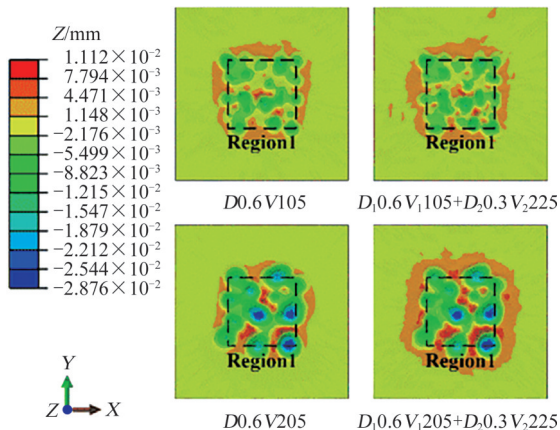 Z/mm
1.112×10⁻²
7.794×10⁻³
4.471×10⁻³
1.148×10⁻³
−2.176×10⁻³
−5.499×10⁻³
−8.823×10⁻³
−1.215×10⁻²
−1.547×10⁻²
−1.879×10⁻²
−2.212×10⁻²
−2.544×10⁻²
−2.876×10⁻²
Region1
Region1
D0.6V105
D₁0.6V₁105+D₂0.3V₂225
Region1
Region1
D0.6V205
D₁0.6V₁205+D₂0.3V₂225
Y
Z
X